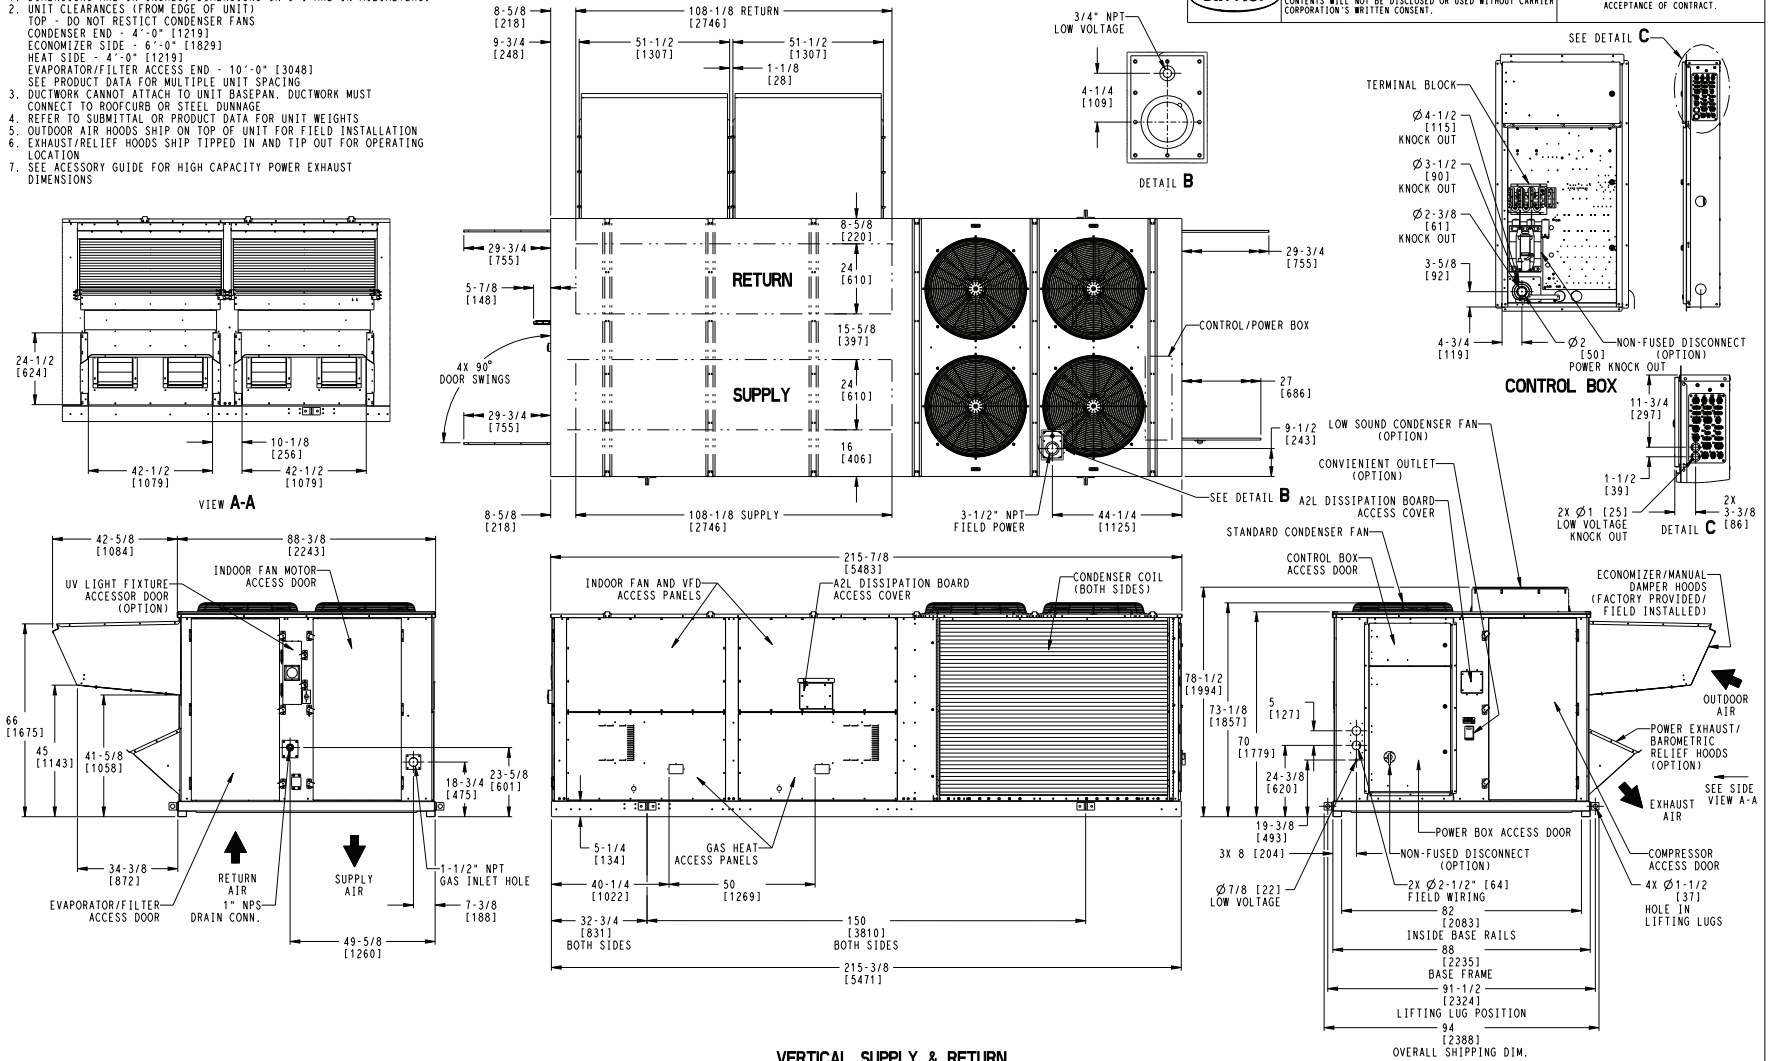 2. UNIT CLEARANCES (FROM EDGE OF UNIT)
TOP - DO NOT RESTICT CONDENSER FANS
CONDENSER END - 4'-0" [1219]
ECONOMIZER SIDE - 6'-0" [1829]
HEAT SIDE - 4'-0" [1219]
EVAPORATOR/FILTER ACCESS END - 10'-0" [3048]
SEE PRODUCT DATA FOR MULTIPLE UNIT SPACING
3. DUCTWORK CANNOT ATTACH TO UNIT BASEPAN. DUCTWORK MUST
CONNECT TO ROOFCURB OR STEEL DUNNAGE
4. REFER TO SUBMITTAL OR PRODUCT DATA FOR UNIT WEIGHTS
5. OUTDOOR AIR HOODS SHIP ON TOP OF UNIT FOR FIELD INSTALLATION
6. EXHAUST/RELIEF HOODS SHIP TIPPED IN AND TIP OUT FOR OPERATING
LOCATION
7. SEE ACESSORY GUIDE FOR HIGH CAPACITY POWER EXHAUST
DIMENSIONS
CONTENTS WILL NOT BE DISCLOSED OR USED WITHOUT CARRIER
CORPORATION'S WRITTEN CONSENT.
ACCEPTANCE OF CONTRACT.
8-5/8
[218]
108-1/8 RETURN
[2746]
9-3/4
[248]
51-1/2
[1307]
51-1/2
[1307]
1-1/8
[28]
3/4" NPT
LOW VOLTAGE
4-1/4
[109]
DETAIL B
SEE DETAIL C
TERMINAL BLOCK
Ø4-1/2
[115]
KNOCK OUT
Ø3-1/2
[90]
KNOCK OUT
Ø2-3/8
[61]
KNOCK OUT
3-5/8
[92]
4-3/4
[119]
Ø2
[50]
POWER KNOCK OUT
NON-FUSED DISCONNECT
(OPTION)
CONTROL BOX
11-3/4
[297]
1-1/2
[39]
2X Ø1 [25]
LOW VOLTAGE
KNOCK OUT
2X
3-3/8
[86]
DETAIL C
24-1/2
[624]
10-1/8
[256]
42-1/2
[1079]
42-1/2
[1079]
VIEW A-A
29-3/4
[755]
5-7/8
[148]
4X 90°
DOOR SWINGS
29-3/4
[755]
8-5/8
[220]
RETURN
24
[610]
15-5/8
[397]
SUPPLY
24
[610]
16
[406]
29-3/4
[755]
CONTROL/POWER BOX
27
[686]
9-1/2
[243]
SEE DETAIL B
8-5/8
[218]
108-1/8 SUPPLY
[2746]
3-1/2" NPT
FIELD POWER
44-1/4
[1125]
42-5/8
[1084]
88-3/8
[2243]
UV LIGHT FIXTURE
ACCESSOR DOOR
(OPTION)
INDOOR FAN MOTOR
ACCESS DOOR
66
[1675]
45
[1143]
41-5/8
[1058]
18-3/4
[475]
23-5/8
[601]
34-3/8
[872]
EVAPORATOR/FILTER
ACCESS DOOR
RETURN
AIR
1" NPS
DRAIN CONN.
SUPPLY
AIR
1-1/2" NPT
GAS INLET HOLE
7-3/8
[188]
49-5/8
[1260]
215-7/8
[5483]
INDOOR FAN AND VFD
ACCESS PANELS
A2L DISSIPATION BOARD
ACCESS COVER
CONDENSER COIL
(BOTH SIDES)
5-1/4
[134]
GAS HEAT
ACCESS PANELS
40-1/4
[1022]
50
[1269]
32-3/4
[831]
BOTH SIDES
150
[3810]
BOTH SIDES
215-3/8
[5471]
LOW SOUND CONDENSER FAN
(OPTION)
CONVIENIENT OUTLET
(OPTION)
A2L DISSIPATION BOARD
ACCESS COVER
STANDARD CONDENSER FAN
CONTROL BOX
ACCESS DOOR
ECONOMIZER/MANUAL
DAMPER HOODS
(FACTORY PROVIDED/
FIELD INSTALLED)
78-1/2
[1994]
73-1/8
[1857]
70
[1779]
5
[127]
24-3/8
[620]
19-3/8
[493]
3X 8 [204]
Ø7/8 [22]
LOW VOLTAGE
OUTDOOR
AIR
POWER EXHAUST/
BAROMETRIC
RELIEF HOODS
(OPTION)
SEE SIDE
VIEW A-A
EXHAUST
AIR
POWER BOX ACCESS DOOR
NON-FUSED DISCONNECT
(OPTION)
COMPRESSOR
ACCESS DOOR
2X Ø2-1/2" [64]
FIELD WIRING
4X Ø1-1/2
[37]
HOLE IN
LIFTING LUGS
82
[2083]
INSIDE BASE RAILS
88
[2235]
BASE FRAME
91-1/2
[2324]
LIFTING LUG POSITION
94
[2388]
OVERALL SHIPPING DIM.
VERTICAL SUPPLY & RETURN